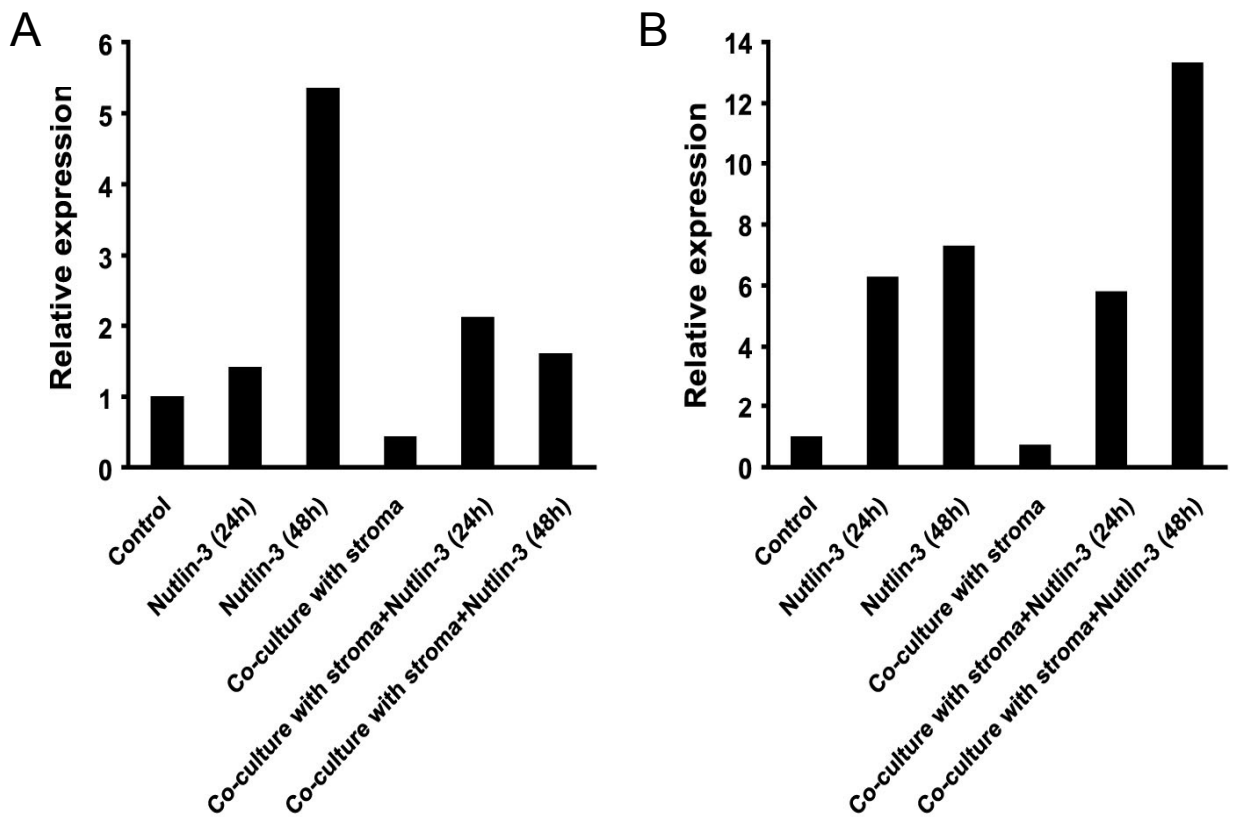 A
Relative expression
6
5
4
3
2
1
0
Control
Nutlin-3 (24h)
Nutlin-3 (48h)
Co-culture with stroma
Co-culture with stroma+Nutlin-3 (24h)
Co-culture with stroma+Nutlin-3 (48h)
B
Relative expression
14
12
10
8
6
4
2
0
Control
Nutlin-3 (24h)
Nutlin-3 (48h)
Co-culture with stroma
Co-culture with stroma+Nutlin-3 (24h)
Co-culture with stroma+Nutlin-3 (48h)